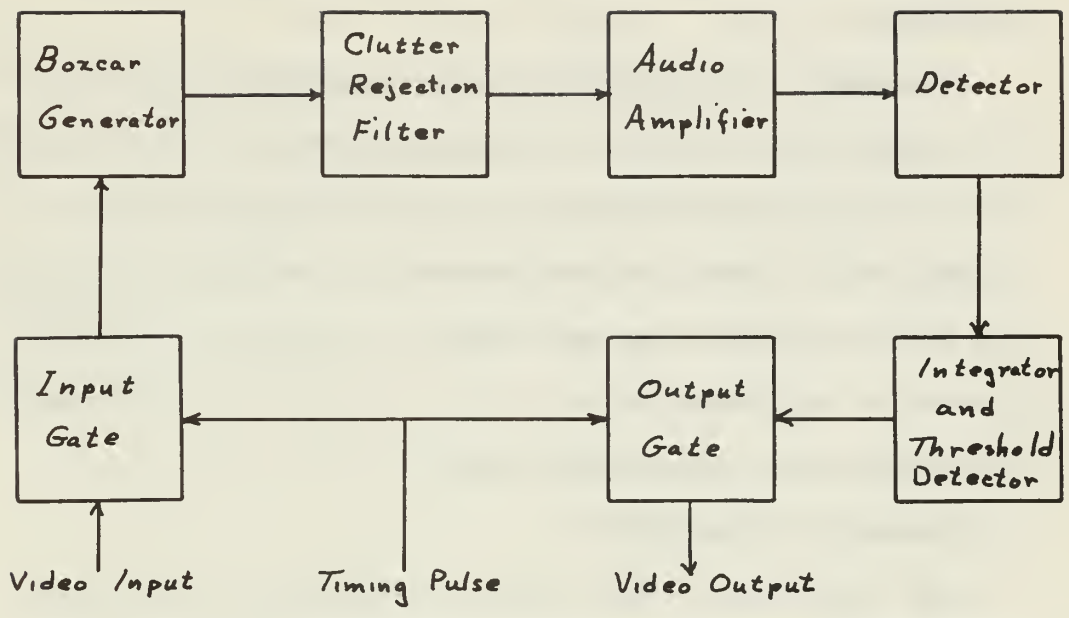 Boxcar
Generator
Clutter
Rejection
Filter
Audio
Amplifier
Detector
Input
Gate
Output
Gate
Integrator
and
Threshold
Detector
Video Input
Timing Pulse
Video Output